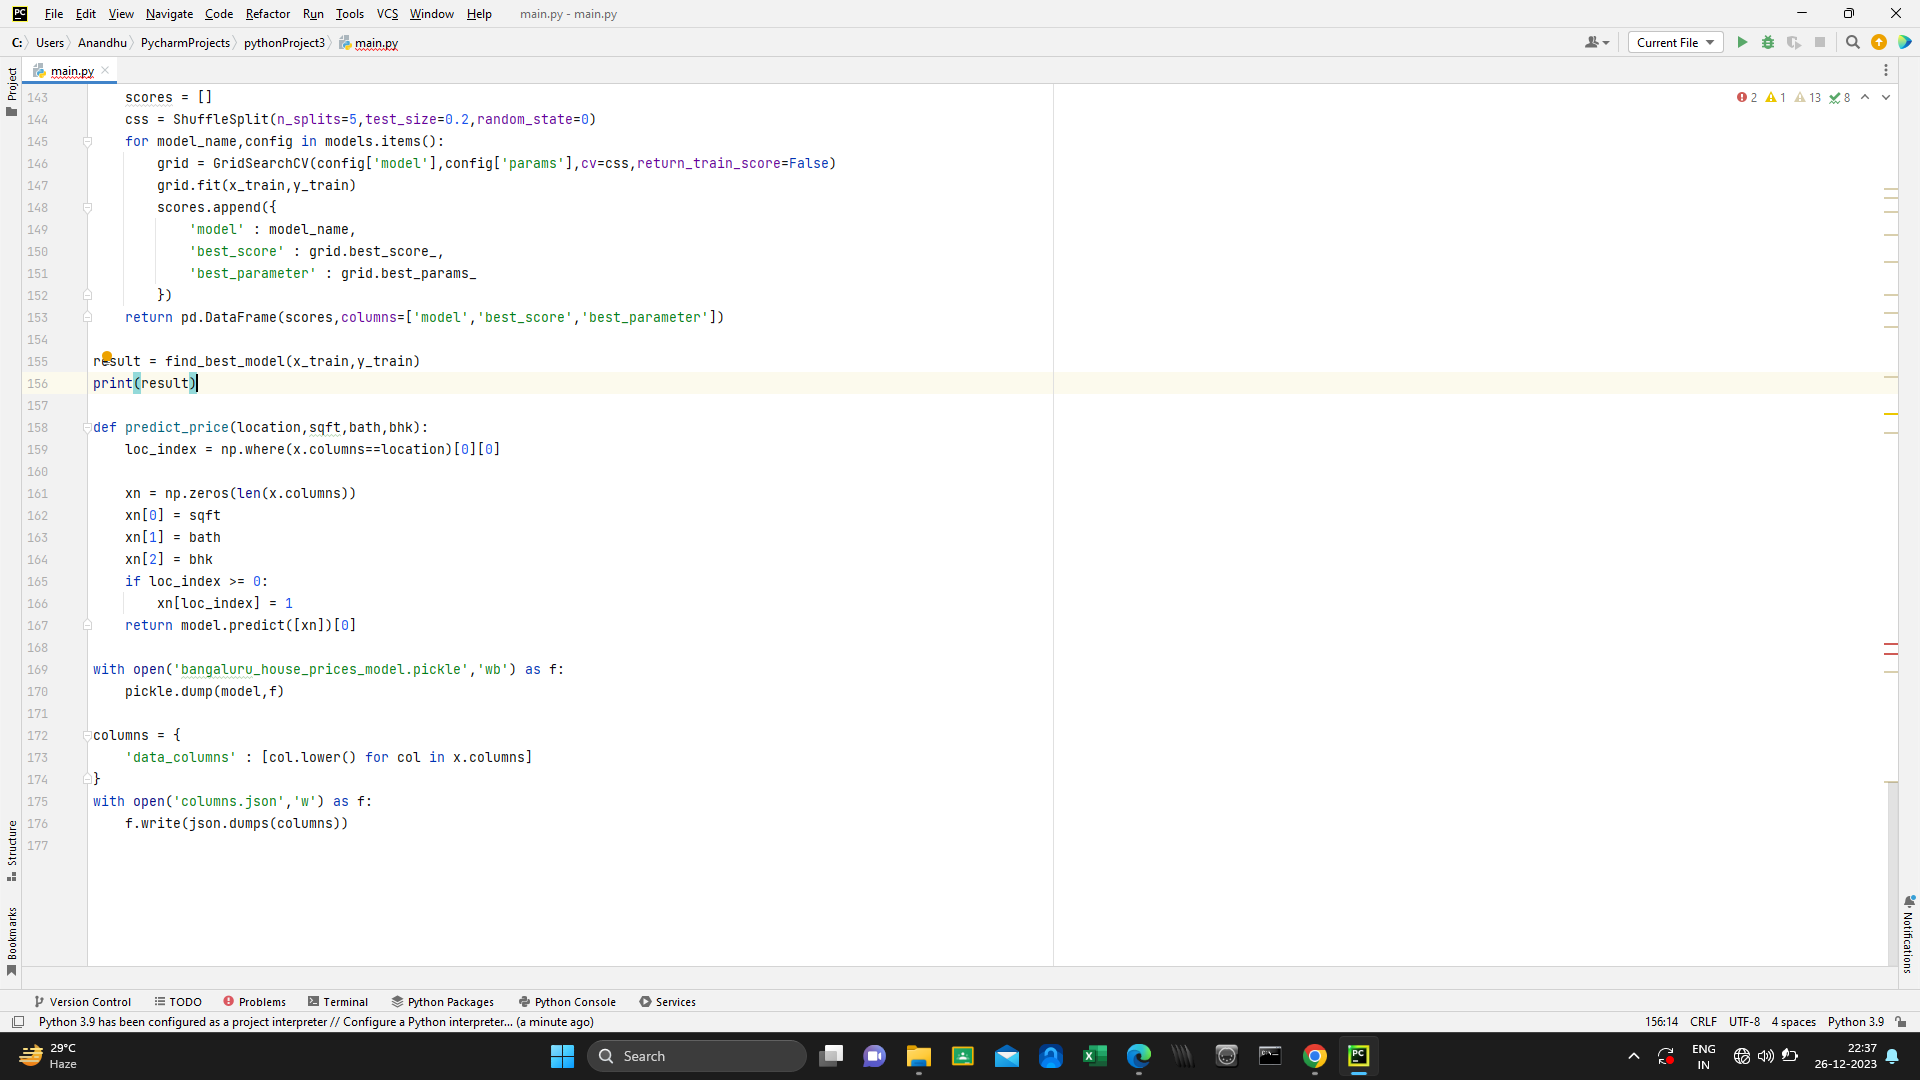 File Edit View Navigate Code Refactor Run Tools VCS Window Help main.py - main.py
C: Users Anandhu PycharmProjects pythonProject3 main.py Current File
main.py
Project
2 1 13 8
143 scores = []
144 css = ShuffleSplit(n_splits=5,test_size=0.2,random_state=0)
145 for model_name,config in models.items():
146 grid = GridSearchCV(config['model'],config['params'],cv=css,return_train_score=False)
147 grid.fit(x_train,y_train)
148 scores.append({
149 'model' : model_name,
150 'best_score' : grid.best_score_,
151 'best_parameter' : grid.best_params_
152 })
153 return pd.DataFrame(scores,columns=['model','best_score','best_parameter'])
154
155 result = find_best_model(x_train,y_train)
156 print(result)
157
158 def predict_price(location,sqft,bath,bhk):
159 loc_index = np.where(x.columns==location)[0][0]
160
161 xn = np.zeros(len(x.columns))
162 xn[0] = sqft
163 xn[1] = bath
164 xn[2] = bhk
165 if loc_index >= 0:
166 xn[loc_index] = 1
167 return model.predict([xn])[0]
168
169 with open('bangaluru_house_prices_model.pickle','wb') as f:
170 pickle.dump(model,f)
171
172 columns = {
173 'data_columns' : [col.lower() for col in x.columns]
174 }
175 with open('columns.json','w') as f:
176 f.write(json.dumps(columns))
177
Structure
Bookmarks
Notifications
Version Control TODO Problems Terminal Python Packages Python Console Services
Python 3.9 has been configured as a project interpreter // Configure a Python interpreter... (a minute ago) 156:14 CRLF UTF-8 4 spaces Python 3.9
29°C
Haze
Search
ENG
IN
22:37
26-12-2023